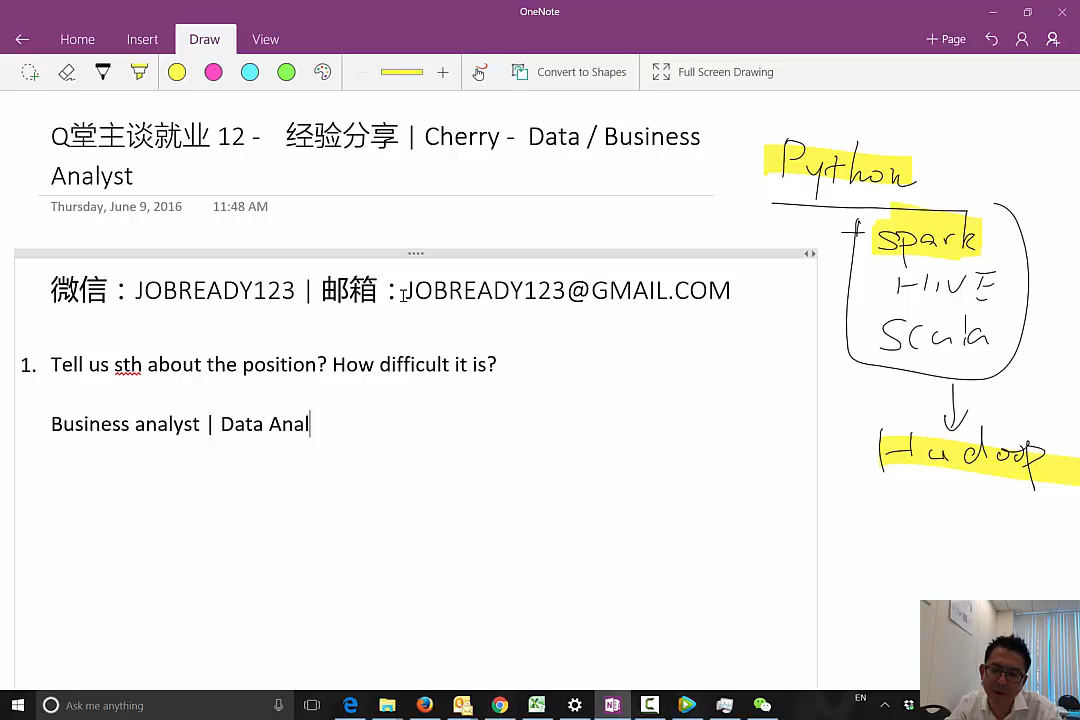 OneNote
Home Insert Draw View
Page
Convert to Shapes
Full Screen Drawing
Q堂主谈就业 12 - 经验分享 | Cherry - Data / Business
Analyst
Thursday, June 9, 2016 11:48 AM
微信：JOBREADY123 | 邮箱：JOBREADY123@GMAIL.COM
1. Tell us sth about the position? How difficult it is?
Business analyst | Data Anal
Python
+ spark
HIVE
Scala
Hadoop
Ask me anything
EN